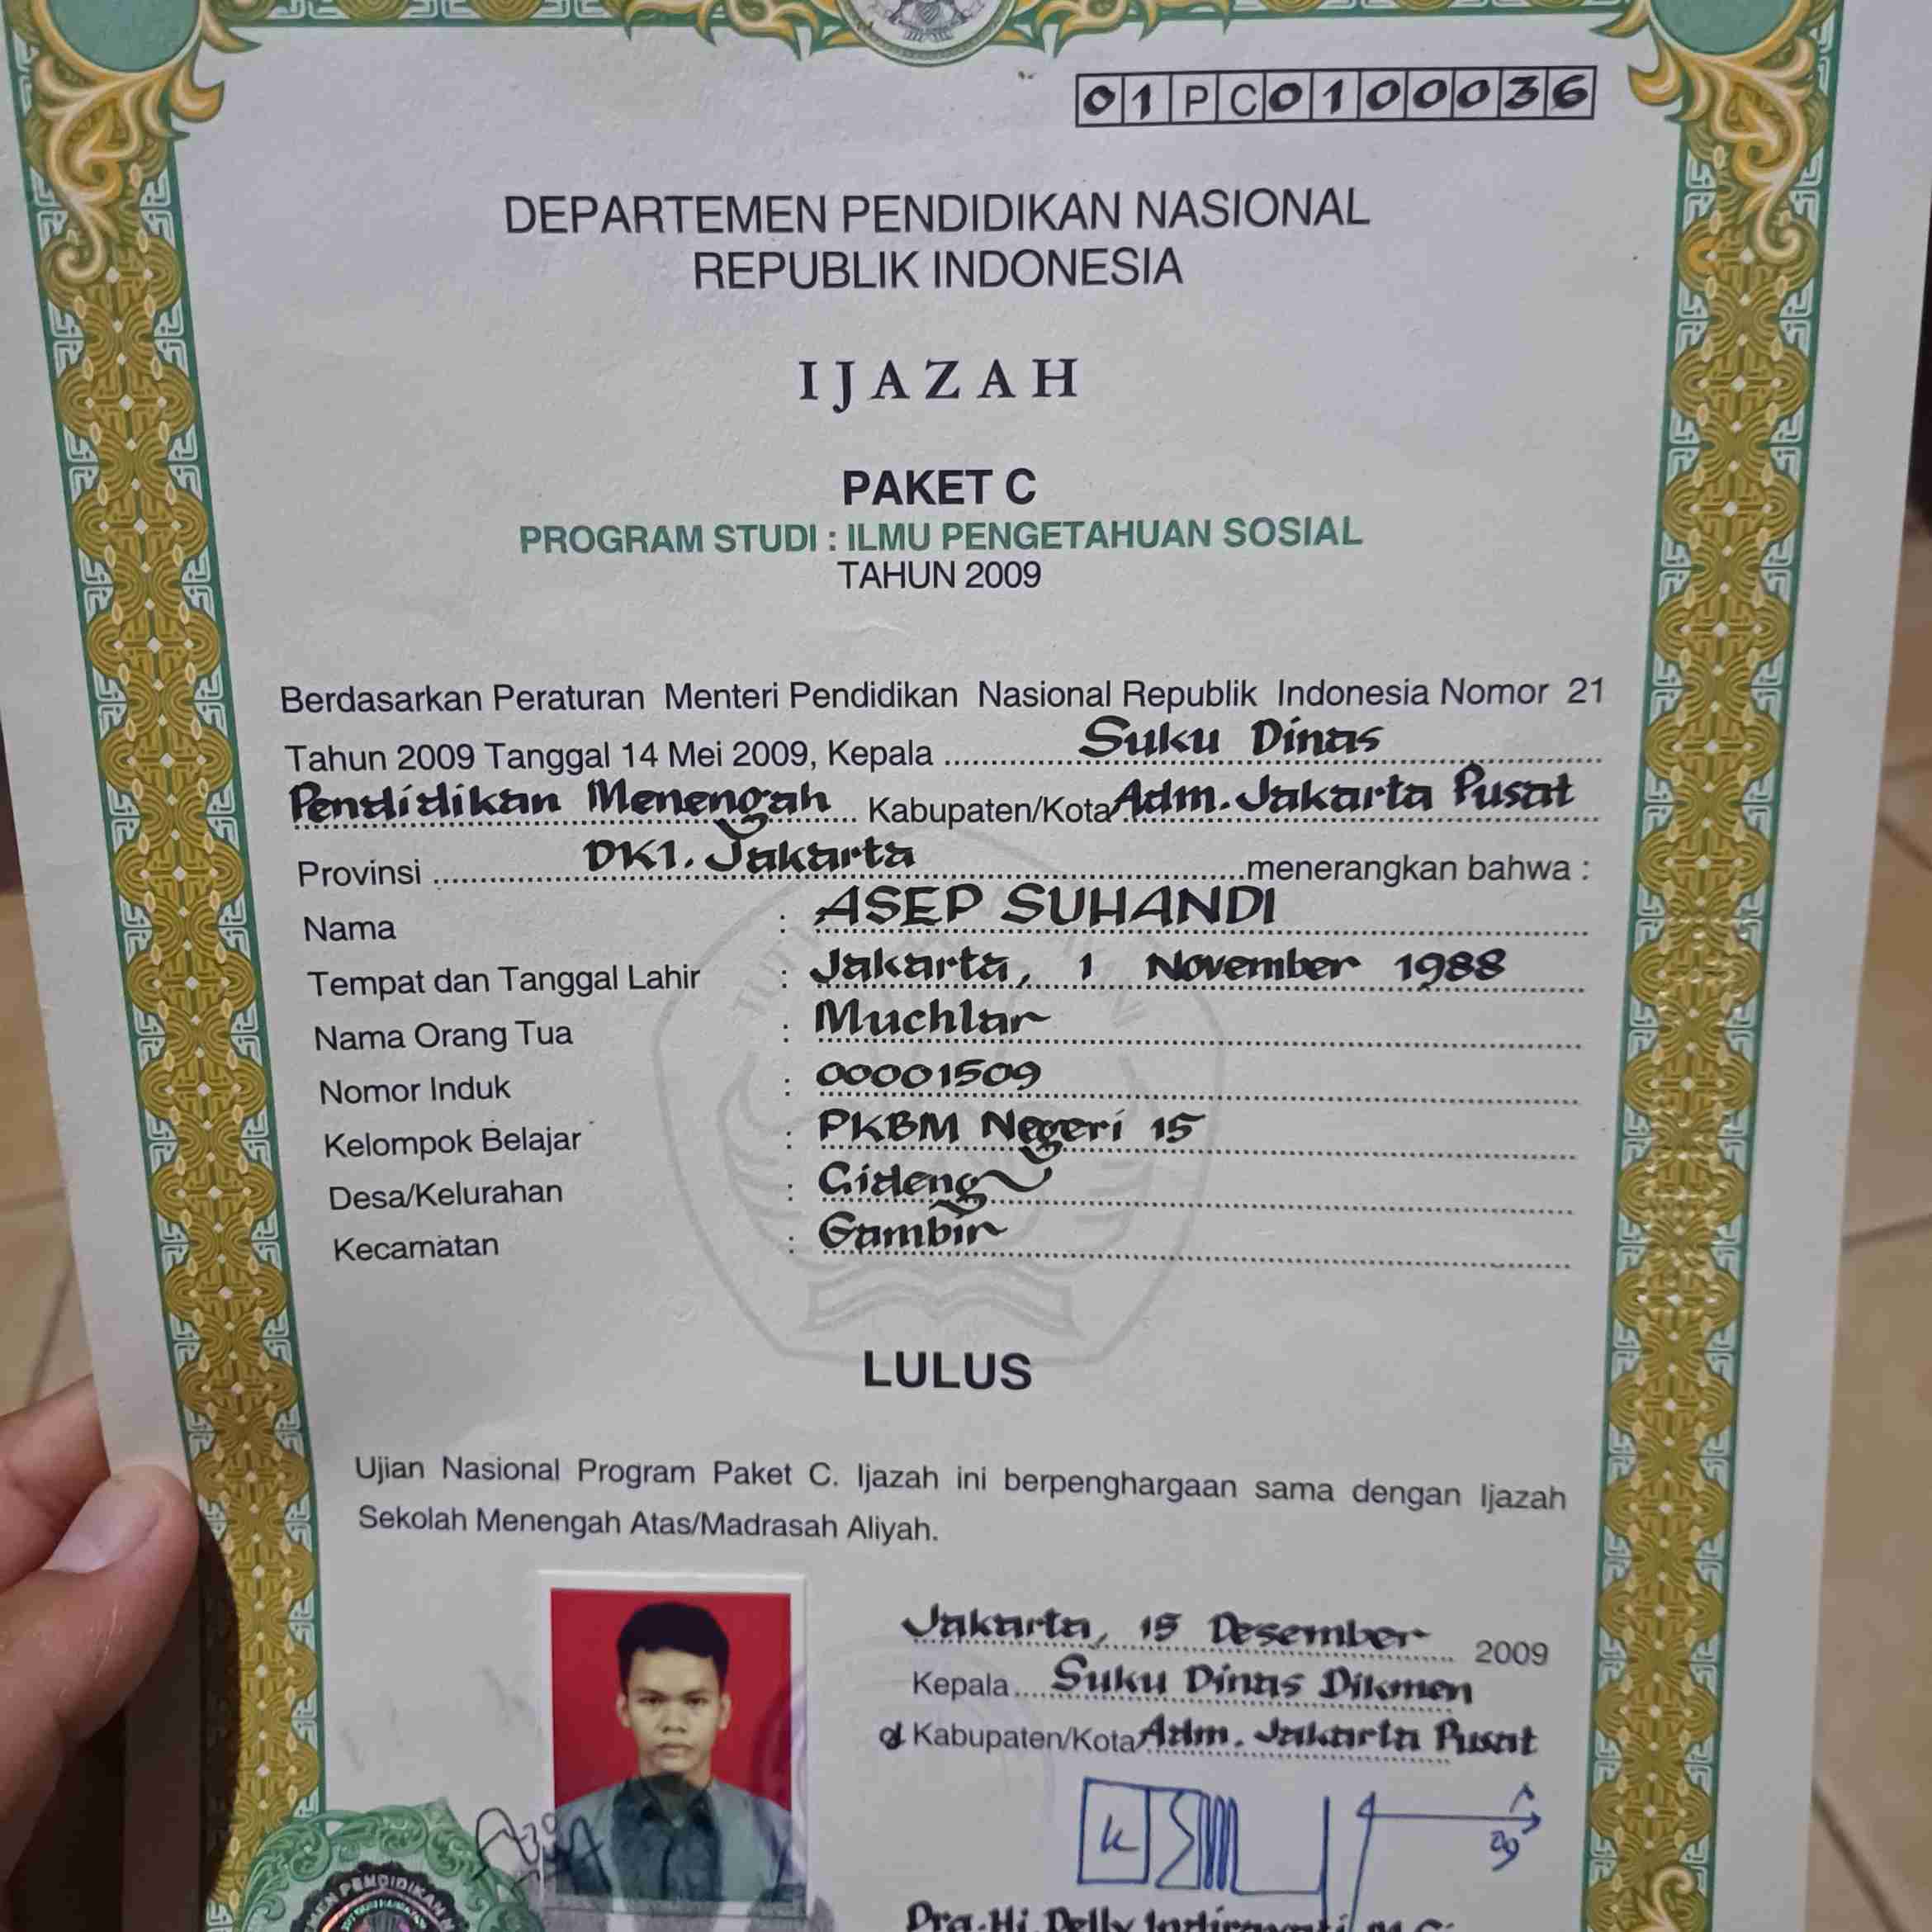 01PC0100036
DEPARTEMEN PENDIDIKAN NASIONAL
REPUBLIK INDONESIA
IJAZAH
PAKET C
PROGRAM STUDI : ILMU PENGETAHUAN SOSIAL
TAHUN 2009
Berdasarkan Peraturan Menteri Pendidikan Nasional Republik Indonesia Nomor 21
Tahun 2009 Tanggal 14 Mei 2009, Kepala Suku Dinas
Pendidikan Menengah Kabupaten/Kota Adm. Jakarta Pusat
Provinsi DK1. Jakarta menerangkan bahwa :
Nama : ASEP SUHANDI
Tempat dan Tanggal Lahir : Jakarta, 1 November 1988
Nama Orang Tua : Muchlar
Nomor Induk : 00001509
Kelompok Belajar : PKBM Negeri 15
Desa/Kelurahan : Cideng
Kecamatan : Gambir
LULUS
Ujian Nasional Program Paket C. Ijazah ini berpenghargaan sama dengan Ijazah
Sekolah Menengah Atas/Madrasah Aliyah.
Jakarta, 15 Desember 2009
Kepala Suku Dinas Dikmen
Kabupaten/Kota Adm. Jakarta Pusat
Dra. Hj. Delly